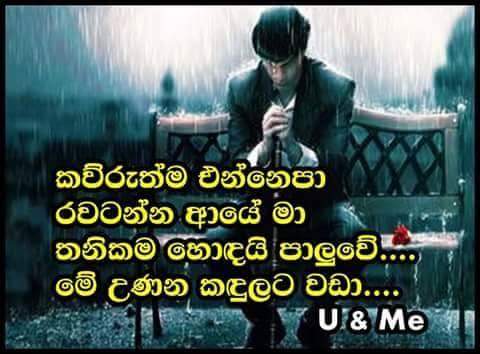 කව්රුත්ම එන්නෙපා
රවටන්න ආයේ මා
තනිකම හොඳයි පාලුවේ....
මේ උණන කඳුලට වඩා....
U & Me